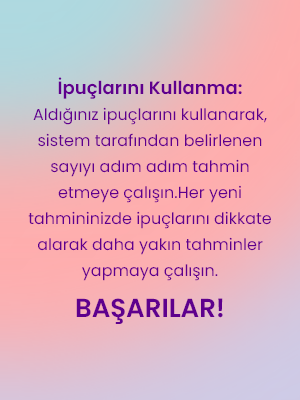 İpuçlarını Kullanma:
Aldığınız ipuçlarını kullanarak,
sistem tarafından belirlenen
sayıyı adım adım tahmin
etmeye çalışın.Her yeni
tahmininizde ipuçlarını dikkate
alarak daha yakın tahminler
yapmaya çalışın.
BAŞARILAR!